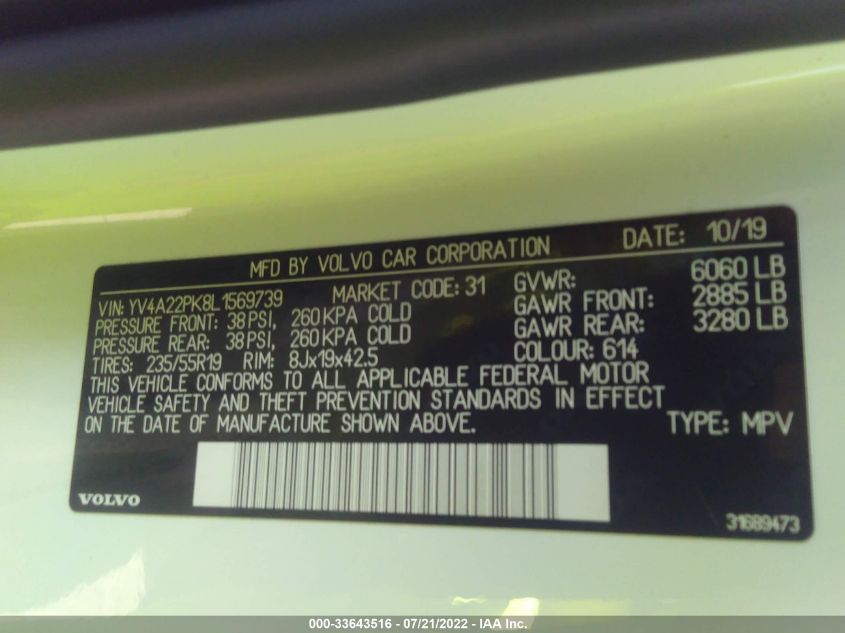 MFD BY VOLVO CAR CORPORATION DATE: 10/19
VIN: YV4A22PK8L1569739 MARKET CODE: 31 GVWR: 6060 LB
PRESSURE FRONT: 38 PSI, 260 KPA COLD GAWR FRONT: 2885 LB
PRESSURE REAR: 38 PSI, 260 KPA COLD GAWR REAR: 3280 LB
TIRES: 235/55R19 RIM: 8Jx19x42.5 COLOUR: 614
THIS VEHICLE CONFORMS TO ALL APPLICABLE FEDERAL MOTOR
VEHICLE SAFETY AND THEFT PREVENTION STANDARDS IN EFFECT
ON THE DATE OF MANUFACTURE SHOWN ABOVE. TYPE: MPV
VOLVO 31689473
000-33643516 - 07/21/2022 - IAA Inc.